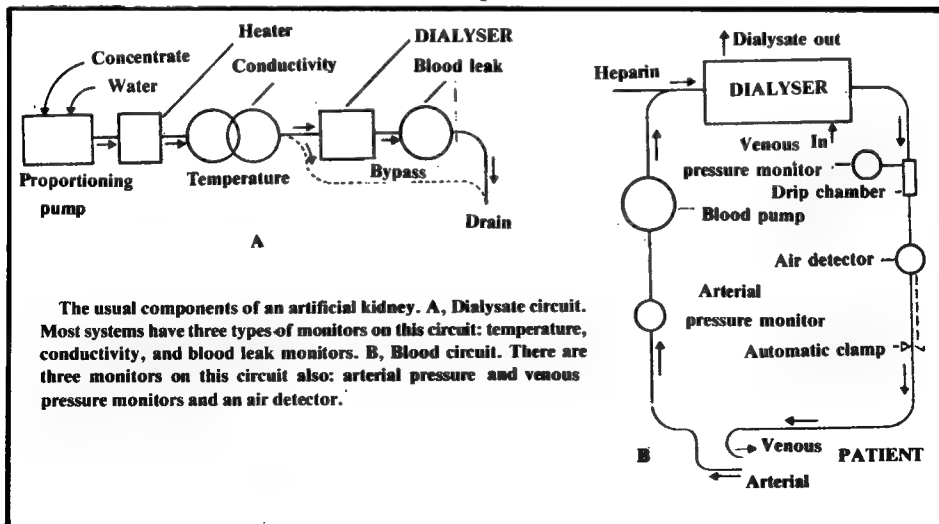 Concentrate
Water
Heater
Conductivity
DIALYSER
Blood leak
Proportioning
pump
Temperature
Bypass
Drain
A
The usual components of an artificial kidney. A, Dialysate circuit.
Most systems have three types of monitors on this circuit: temperature,
conductivity, and blood leak monitors. B, Blood circuit. There are
three monitors on this circuit also: arterial pressure and venous
pressure monitors and an air detector.
Dialysate out
Heparin
DIALYSER
Venous In
pressure monitor
Drip chamber
Blood pump
Air detector
Arterial
pressure monitor
Automatic clamp
Venous
B
PATIENT
Arterial